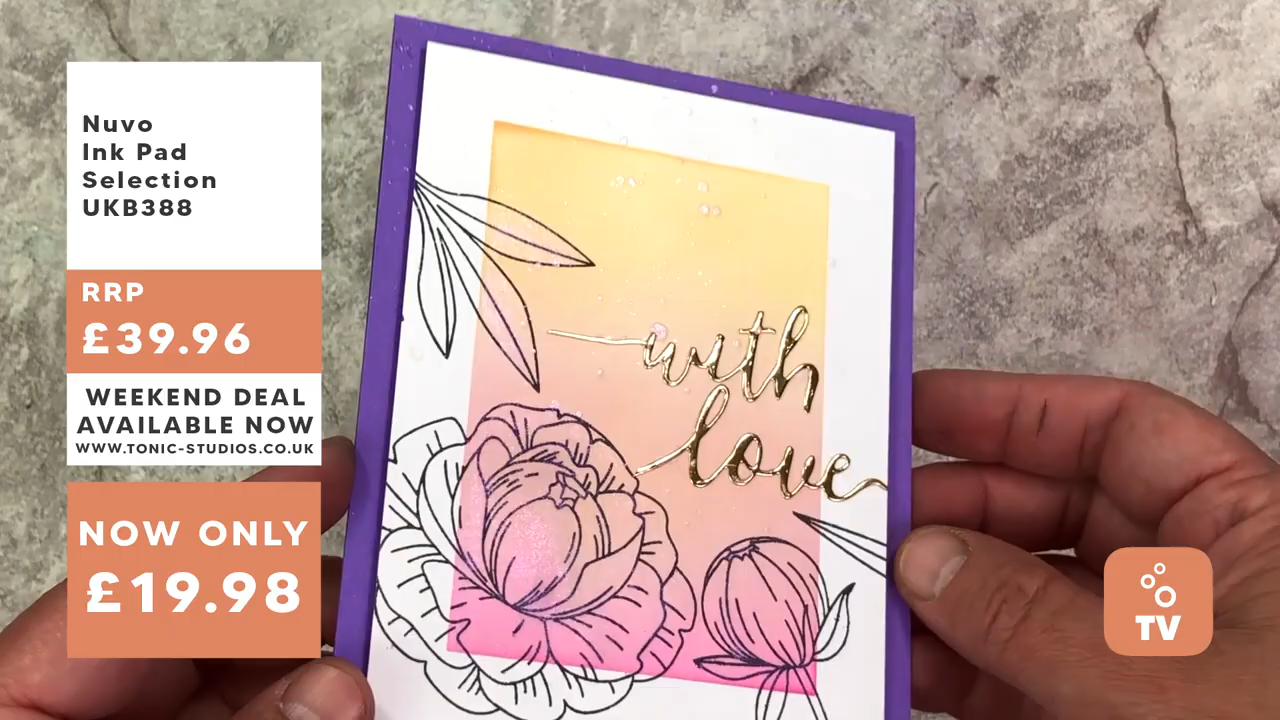 Nuvo
Ink Pad
Selection
UKB388
RRP
£39.96
WEEKEND DEAL
AVAILABLE NOW
WWW.TONIC-STUDIOS.CO.UK
NOW ONLY
£19.98
with
love
TV